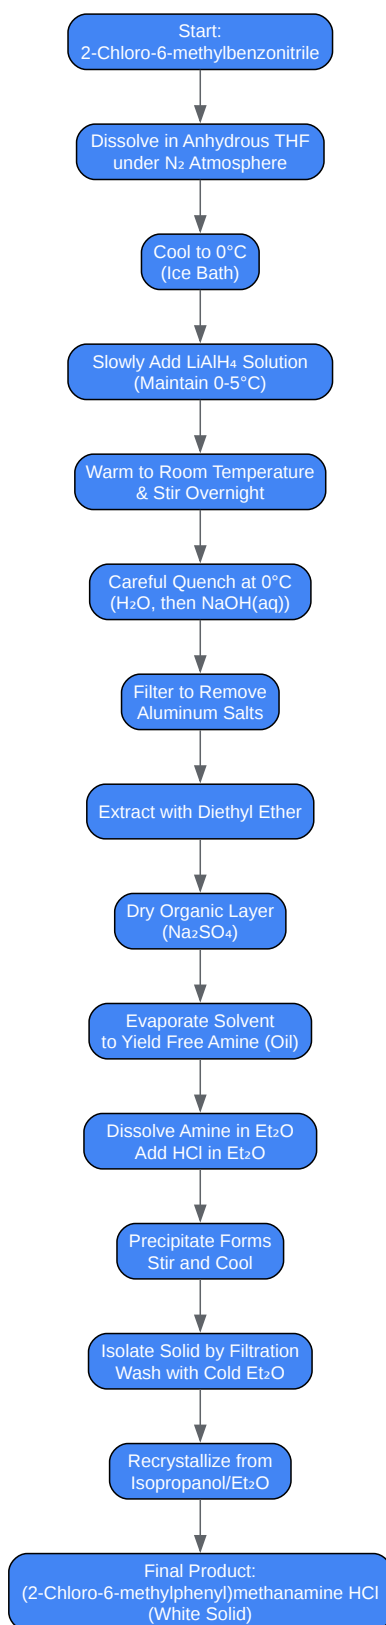 Start:
2-Chloro-6-methylbenzonitrile
Dissolve in Anhydrous THF
under N₂ Atmosphere
Cool to 0°C
(Ice Bath)
Slowly Add LiAlH₄ Solution
(Maintain 0-5°C)
Warm to Room Temperature
& Stir Overnight
Careful Quench at 0°C
(H₂O, then NaOH(aq))
Filter to Remove
Aluminum Salts
Extract with Diethyl Ether
Dry Organic Layer
(Na₂SO₄)
Evaporate Solvent
to Yield Free Amine (Oil)
Dissolve Amine in Et₂O
Add HCl in Et₂O
Precipitate Forms
Stir and Cool
Isolate Solid by Filtration
Wash with Cold Et₂O
Recrystallize from
Isopropanol/Et₂O
Final Product:
(2-Chloro-6-methylphenyl)methanamine HCl
(White Solid)